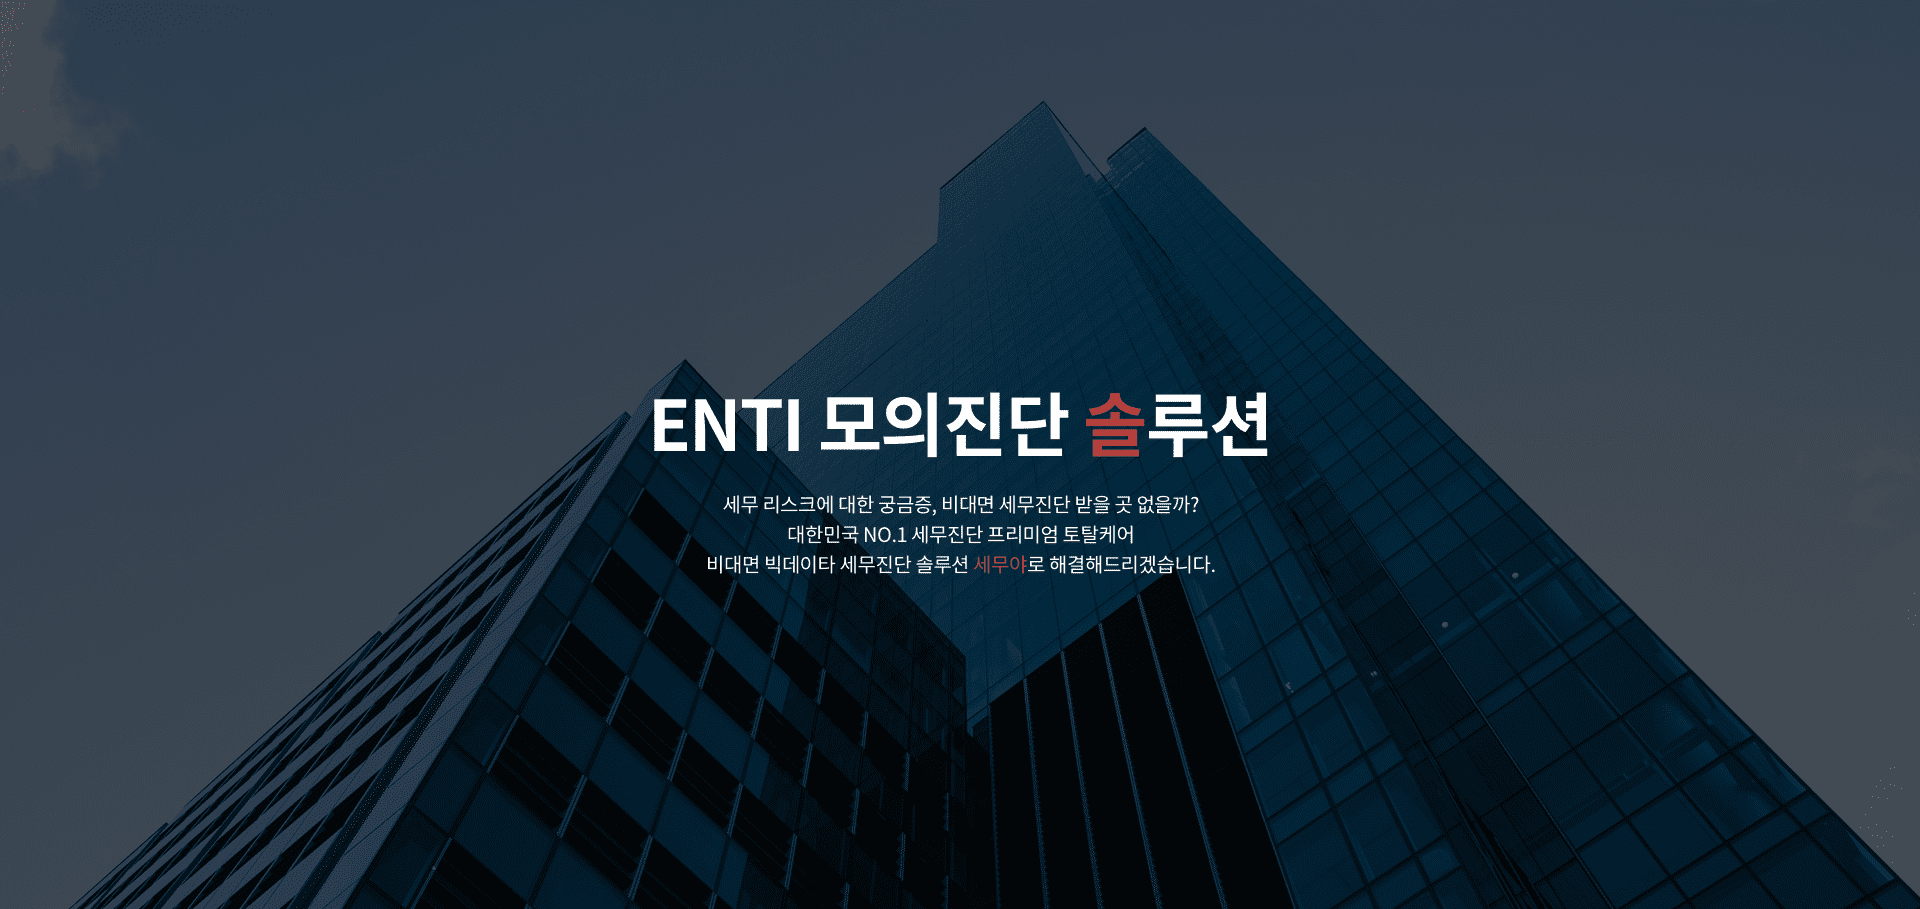 ENTI 모의진단 솔루션
세무 리스크에 대한 궁금증, 비대면 세무진단 받을 곳 없을까?
대한민국 NO.1 세무진단 프리미엄 토탈케어
비대면 빅데이타 세무진단 솔루션 세무야로 해결해드리겠습니다.